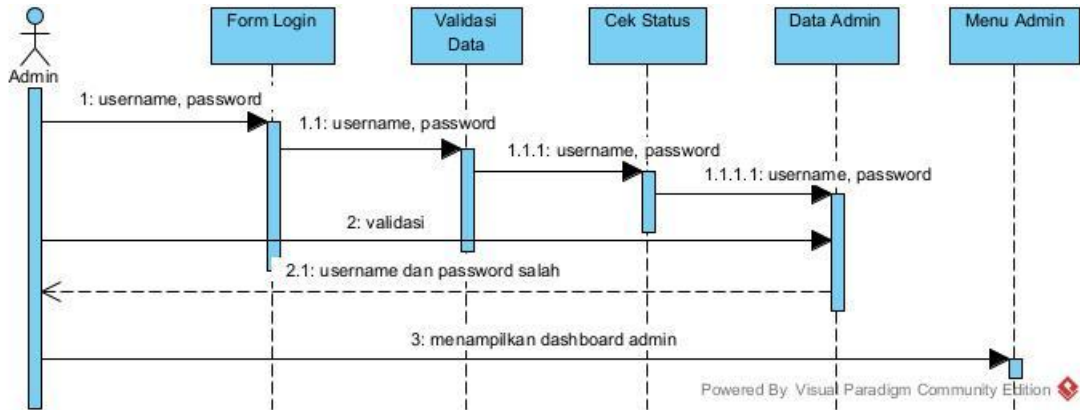 Form Login
Validasi
Data
Cek Status
Data Admin
Menu Admin
Admin
1: username, password
1.1: username, password
1.1.1: username, password
1.1.1.1: username, password
2: validasi
2.1: username dan password salah
3: menampilkan dashboard admin
Powered By Visual Paradigm Community Edition